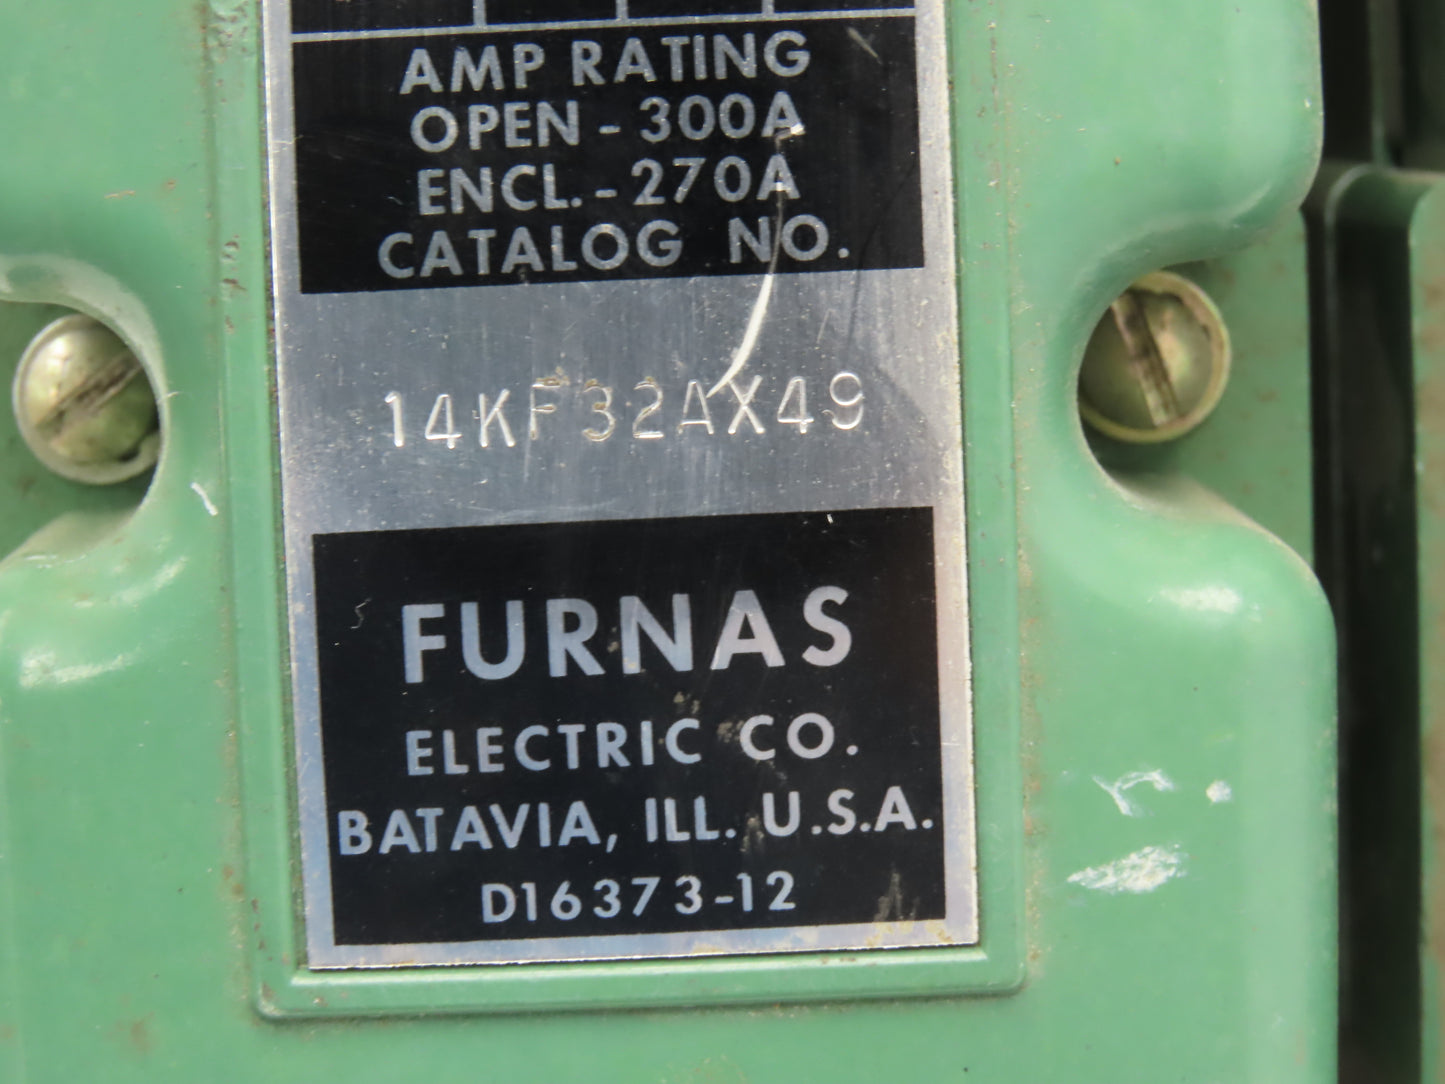 AMP RATING
OPEN - 300A
ENCL. - 270A
CATALOG NO.
14KF32AX49
FURNAS
ELECTRIC CO.
BATAVIA, ILL. U.S.A.
D16373-12